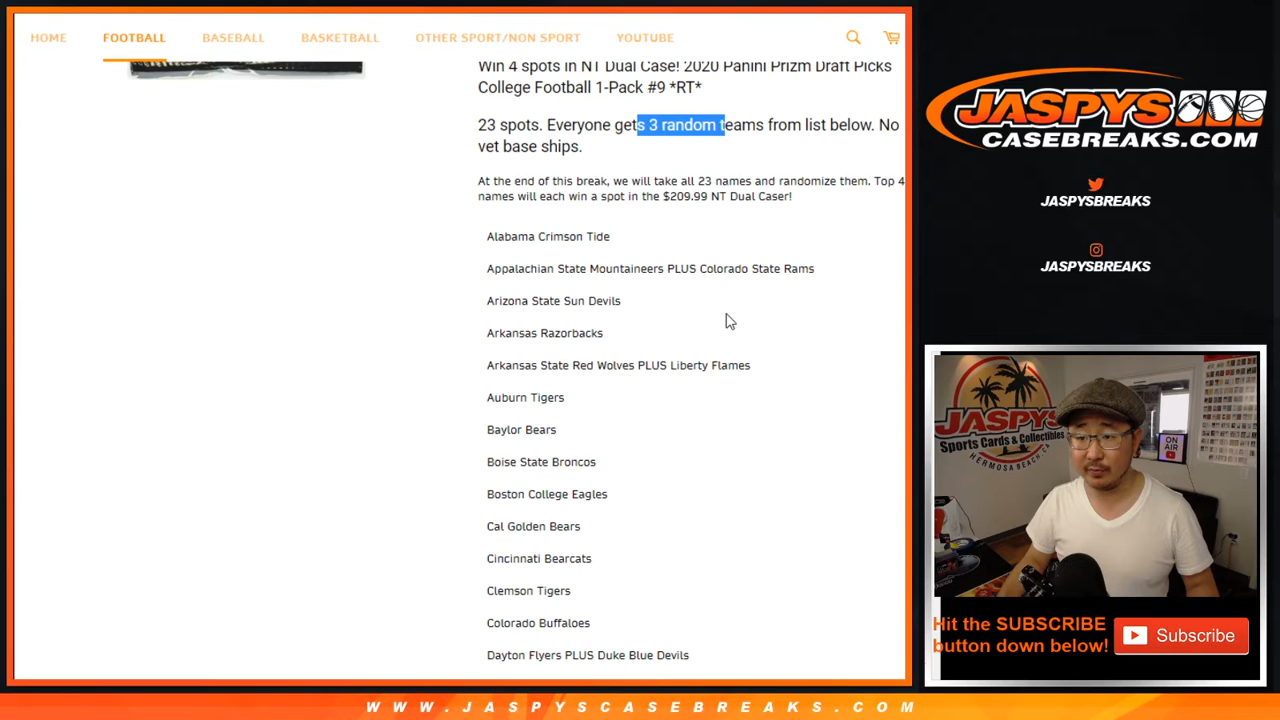 HOME FOOTBALL BASEBALL BASKETBALL OTHER SPORT/NON SPORT YOUTUBE
Win 4 spots in NT Dual Case! 2020 Panini Prizm Draft Picks
College Football 1-Pack #9 *RT*
23 spots. Everyone gets 3 random teams from list below. No
vet base ships.
At the end of this break, we will take all 23 names and randomize them. Top 4
names will each win a spot in the $209.99 NT Dual Caser!
Alabama Crimson Tide
Appalachian State Mountaineers PLUS Colorado State Rams
Arizona State Sun Devils
Arkansas Razorbacks
Arkansas State Red Wolves PLUS Liberty Flames
Auburn Tigers
Baylor Bears
Boise State Broncos
Boston College Eagles
Cal Golden Bears
Cincinnati Bearcats
Clemson Tigers
Colorado Buffaloes
Dayton Flyers PLUS Duke Blue Devils
JASPYS
CASEBREAKS.COM
JASPYSBREAKS
JASPYSBREAKS
JASPYS
Sports Cards & Collectibles
HERMOSA BEACH, CA
ON
AIR
Hit the SUBSCRIBE
button down below!
Subscribe
WWW.JASPYSCASEBREAKS.COM